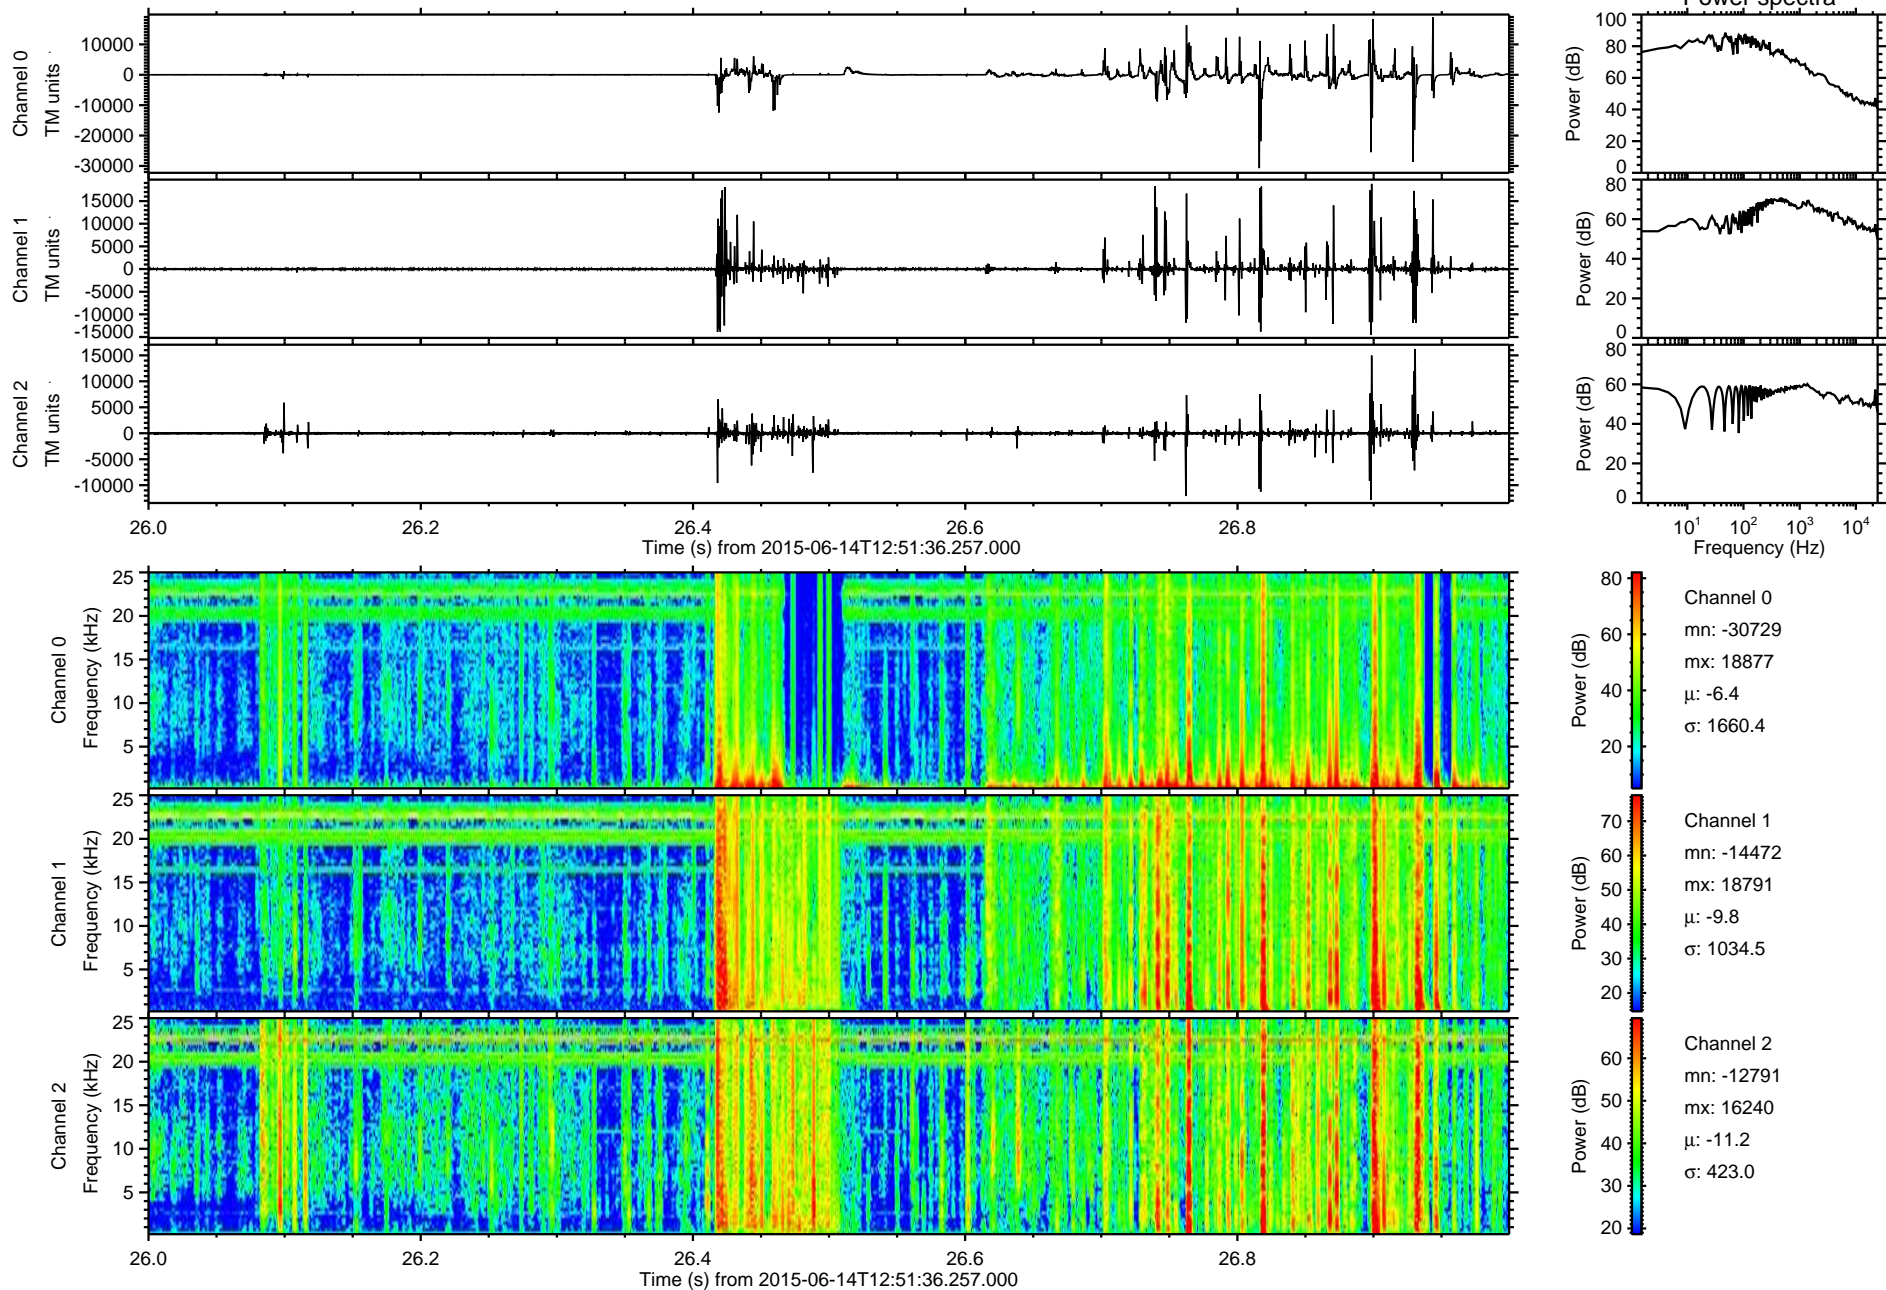 Power spectra
Channel 0
TM units
10000
0
-10000
-20000
-30000
Power (dB)
100
80
60
40
20
0
Channel 1
TM units
15000
10000
5000
0
-5000
-10000
-15000
Power (dB)
80
60
40
20
0
Channel 2
TM units
15000
10000
5000
0
-5000
-10000
Power (dB)
80
60
40
20
0
26.0 26.2 26.4 26.6 26.8
Time (s) from 2015-06-14T12:51:36.257.000
10^1 10^2 10^3 10^4
Frequency (Hz)
Channel 0
Frequency (kHz)
25
20
15
10
5
Power (dB)
80
60
40
20
Channel 0
mn: -30729
mx: 18877
μ: -6.4
σ: 1660.4
Channel 1
Frequency (kHz)
25
20
15
10
5
Power (dB)
70
60
50
40
30
20
Channel 1
mn: -14472
mx: 18791
μ: -9.8
σ: 1034.5
Channel 2
Frequency (kHz)
25
20
15
10
5
Power (dB)
60
50
40
30
20
Channel 2
mn: -12791
mx: 16240
μ: -11.2
σ: 423.0
26.0 26.2 26.4 26.6 26.8
Time (s) from 2015-06-14T12:51:36.257.000